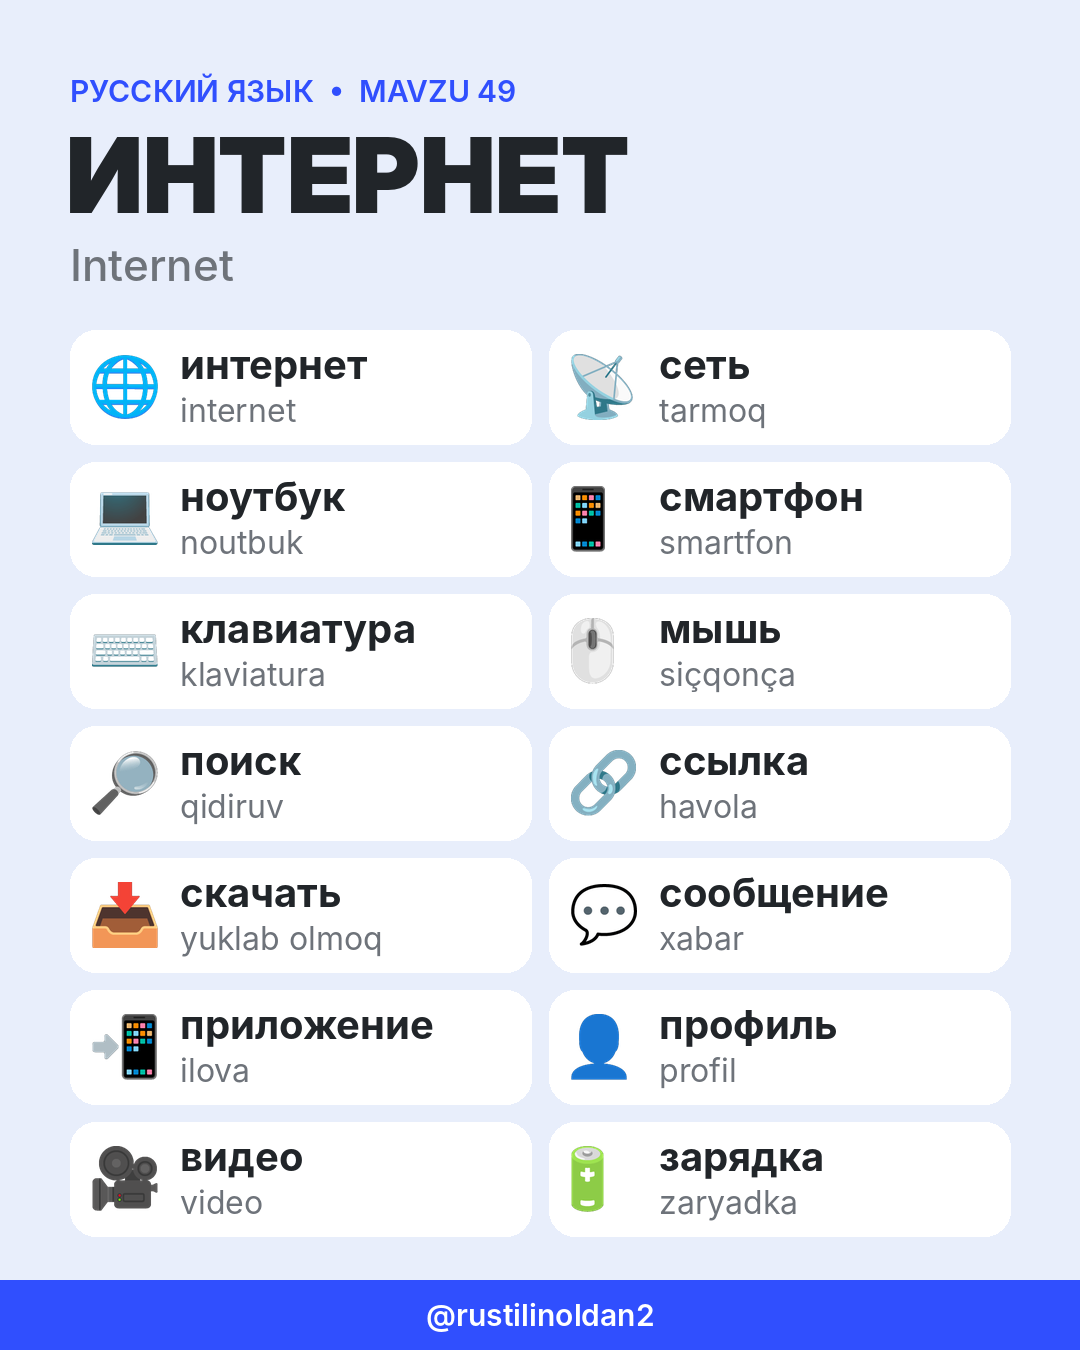 РУССКИЙ ЯЗЫК • MAVZU 49
ИНТЕРНЕТ
Internet
интернет
internet
сеть
tarmoq
ноутбук
noutbuk
смартфон
smartfon
клавиатура
klaviatura
мышь
siçqonça
поиск
qidiruv
ссылка
havola
скачать
yuklab olmoq
сообщение
xabar
приложение
ilova
профиль
profil
видео
video
зарядка
zaryadka
@rustilinoldan2